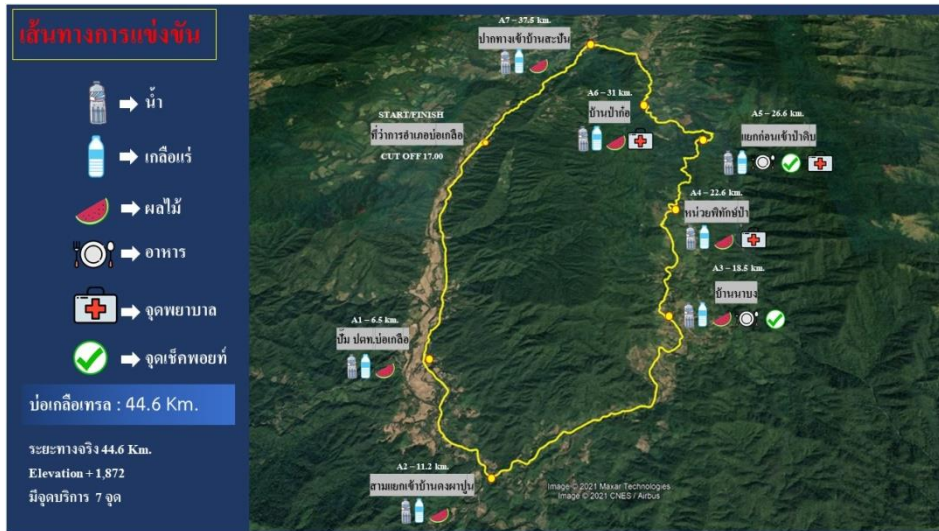 เส้นทางการแข่งขัน
น้ำ
เกลือแร่
ผลไม้
อาหาร
จุดพยาบาล
จุดเช็คพอยท์
บ่อเกลือเทรล : 44.6 Km.
ระยะทางจริง 44.6 Km.
Elevation + 1,872
มีจุดบริการ 7 จุด
A7 – 37.5 km.
ปากทางเข้าบ้านสะปัน
START/FINISH
ที่ว่าการอำเภอบ่อเกลือ
CUT OFF 17.00
A6 – 31 km.
บ้านป่าก๋อ
A5 – 26.6 km.
แยกก่อนเข้าป่าดิบ
A4 – 22.6 km.
หน่วยพิทักษ์ป่า
A3 – 18.5 km.
บ้านนาบง
A1 – 6.5 km.
ปั๊ม ปตท.บ่อเกลือ
A2 – 11.2 km.
สามแยกเข้าบ้านดงผาปูน
Image © 2021 Maxar Technologies
Image © 2021 CNES / Airbus